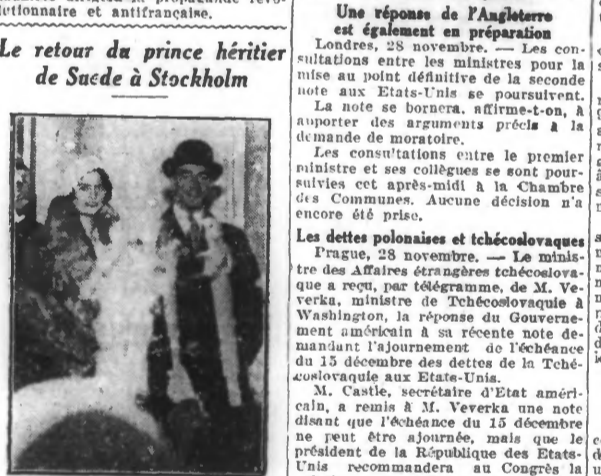 lutionnaire et antifrançaise.
Le retour du prince héritier
de Suede à Stockholm
Une réponse de l'Angleterre
est également en préparation
Londres, 28 novembre. — Les con-
sultations entre les ministres pour la
mise au point définitive de la seconde
note aux Etats-Unis se poursuivent.
La note se bornera, affirme-t-on, à
apporter des arguments précis à la
demande de moratoire.
Les consultations entre le premier
ministre et ses collègues se sont pour-
suivies cet après-midi à la Chambre
des Communes. Aucune décision n'a
encore été prise.
Les dettes polonaises et tchécoslovaques
Prague, 28 novembre. — Le minis-
tre des Affaires étrangères tchécoslova-
que a reçu, par télégramme, de M. Ve-
verka, ministre de Tchécoslovaquie à
Washington, la réponse du Gouverne-
ment américain à sa récente note de-
mandant l'ajournement de l'échéance
du 15 décembre des dettes de la Tché-
coslovaquie aux Etats-Unis.
M. Castle, secrétaire d'Etat améri-
cain, a remis à M. Veverka une note
disant que l'échéance du 15 décembre
ne peut être ajournée, mais que le
président de la République des Etats-
Unis recommandera au Congrès la